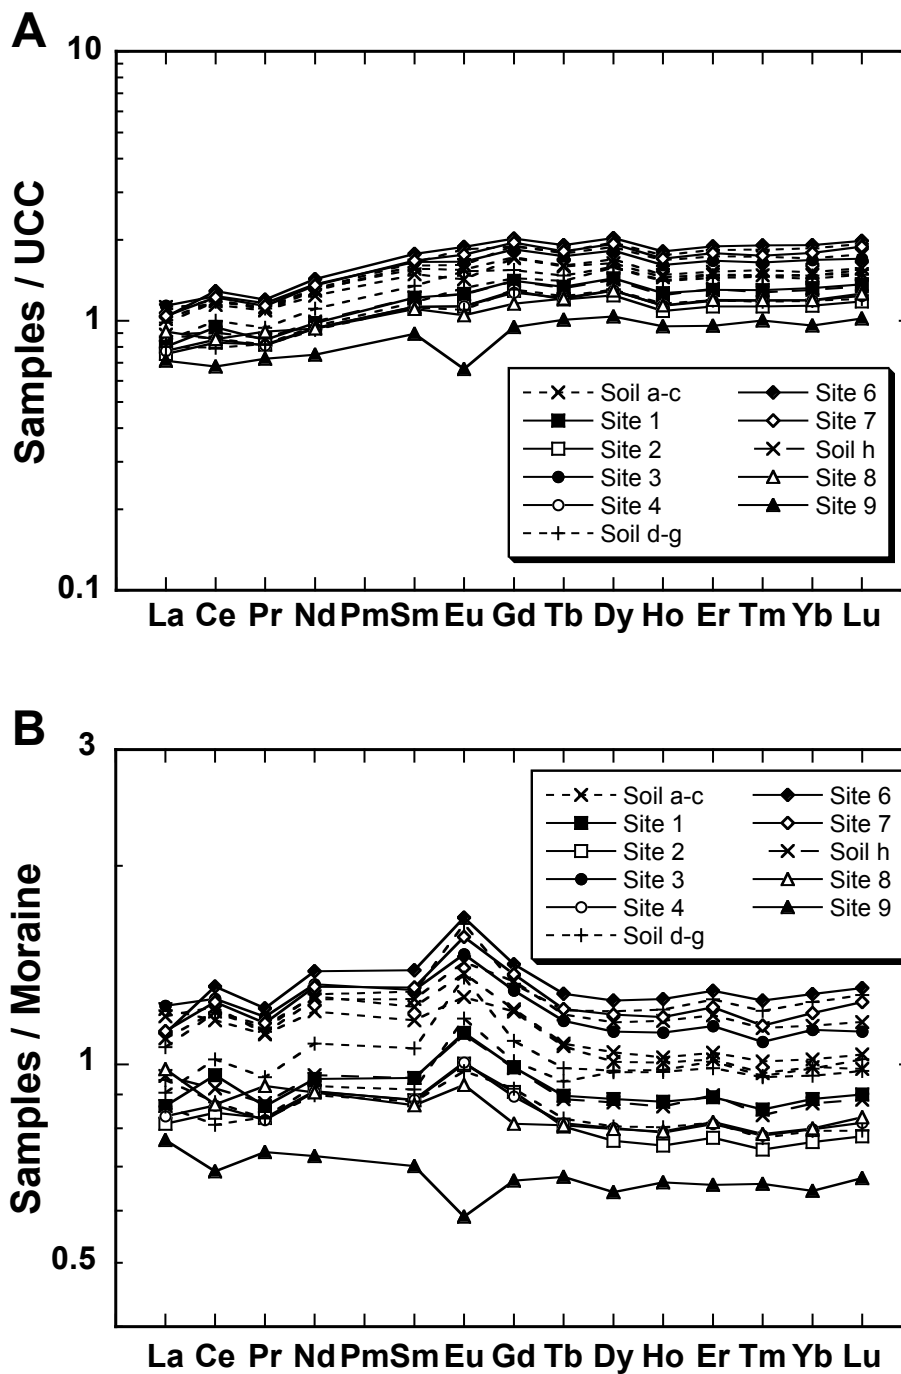 A
10
1
0.1
Samples / UCC
Soil a-c
Site 1
Site 2
Site 3
Site 4
Soil d-g
Site 6
Site 7
Soil h
Site 8
Site 9
La Ce Pr Nd Pm Sm Eu Gd Tb Dy Ho Er Tm Yb Lu
B
3
1
0.5
Samples / Moraine
Soil a-c
Site 1
Site 2
Site 3
Site 4
Soil d-g
Site 6
Site 7
Soil h
Site 8
Site 9
La Ce Pr Nd Pm Sm Eu Gd Tb Dy Ho Er Tm Yb Lu